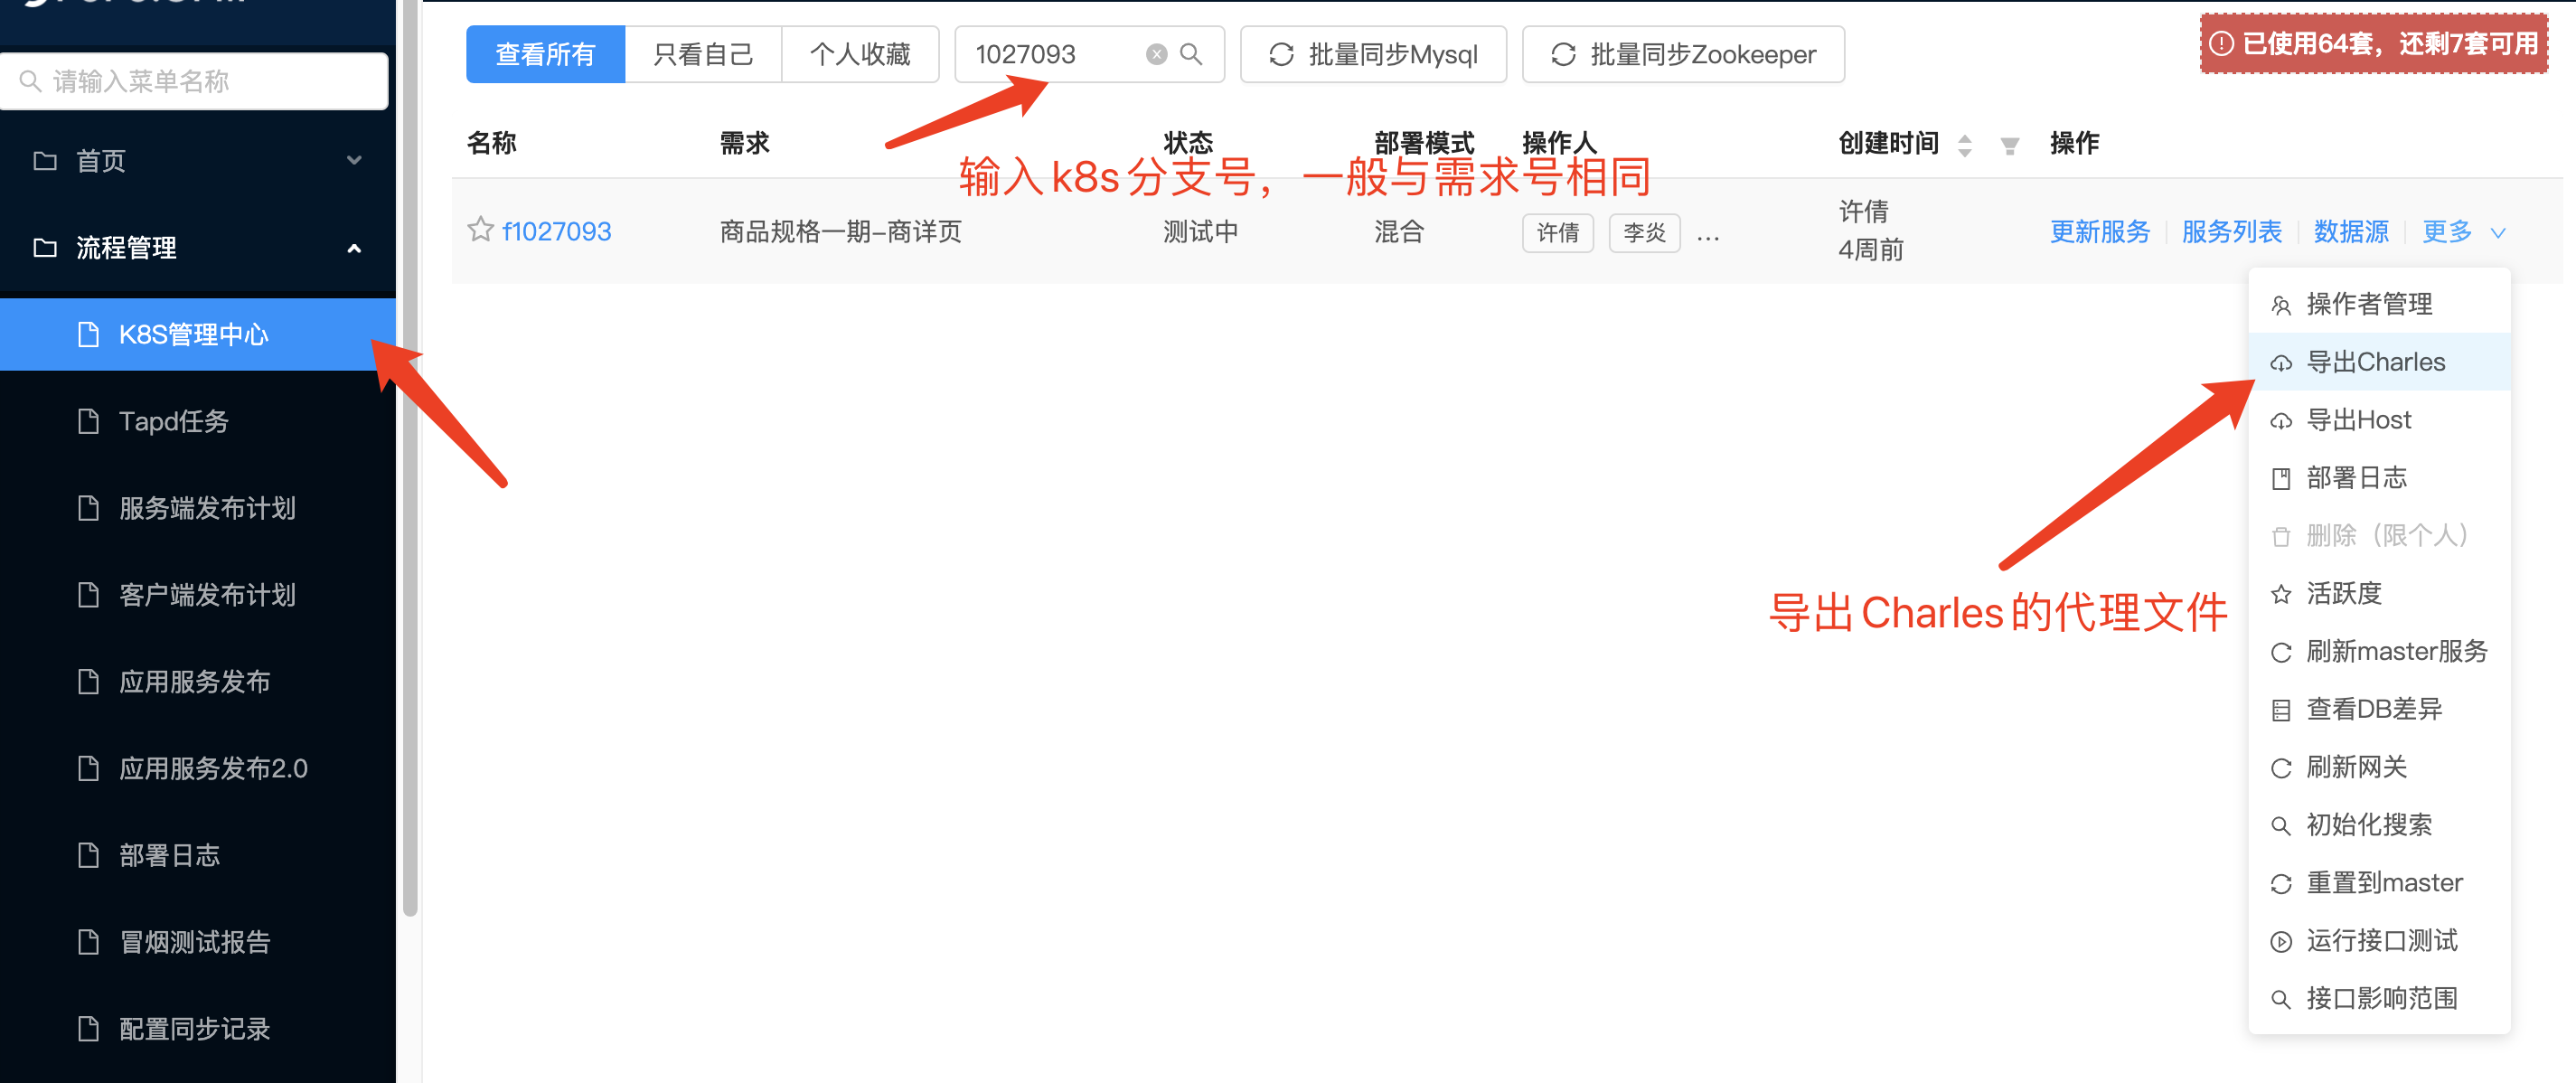 请输入菜单名称
首页
流程管理
K8S管理中心
Tapd任务
服务端发布计划
客户端发布计划
应用服务发布
应用服务发布2.0
部署日志
冒烟测试报告
配置同步记录
查看所有 只看自己 个人收藏 1027093 批量同步Mysql 批量同步Zookeeper
已使用64套，还剩7套可用
名称 需求 状态 部署模式 操作人 创建时间 操作
输入k8s分支号，一般与需求号相同
f1027093 商品规格一期-商详页 测试中 混合 许倩 李炎 ... 许倩 4周前 更新服务 服务列表 数据源 更多
操作者管理
导出Charles
导出Host
部署日志
删除（限个人）
活跃度
导出Charles的代理文件
刷新master服务
查看DB差异
刷新网关
初始化搜索
重置到master
运行接口测试
接口影响范围